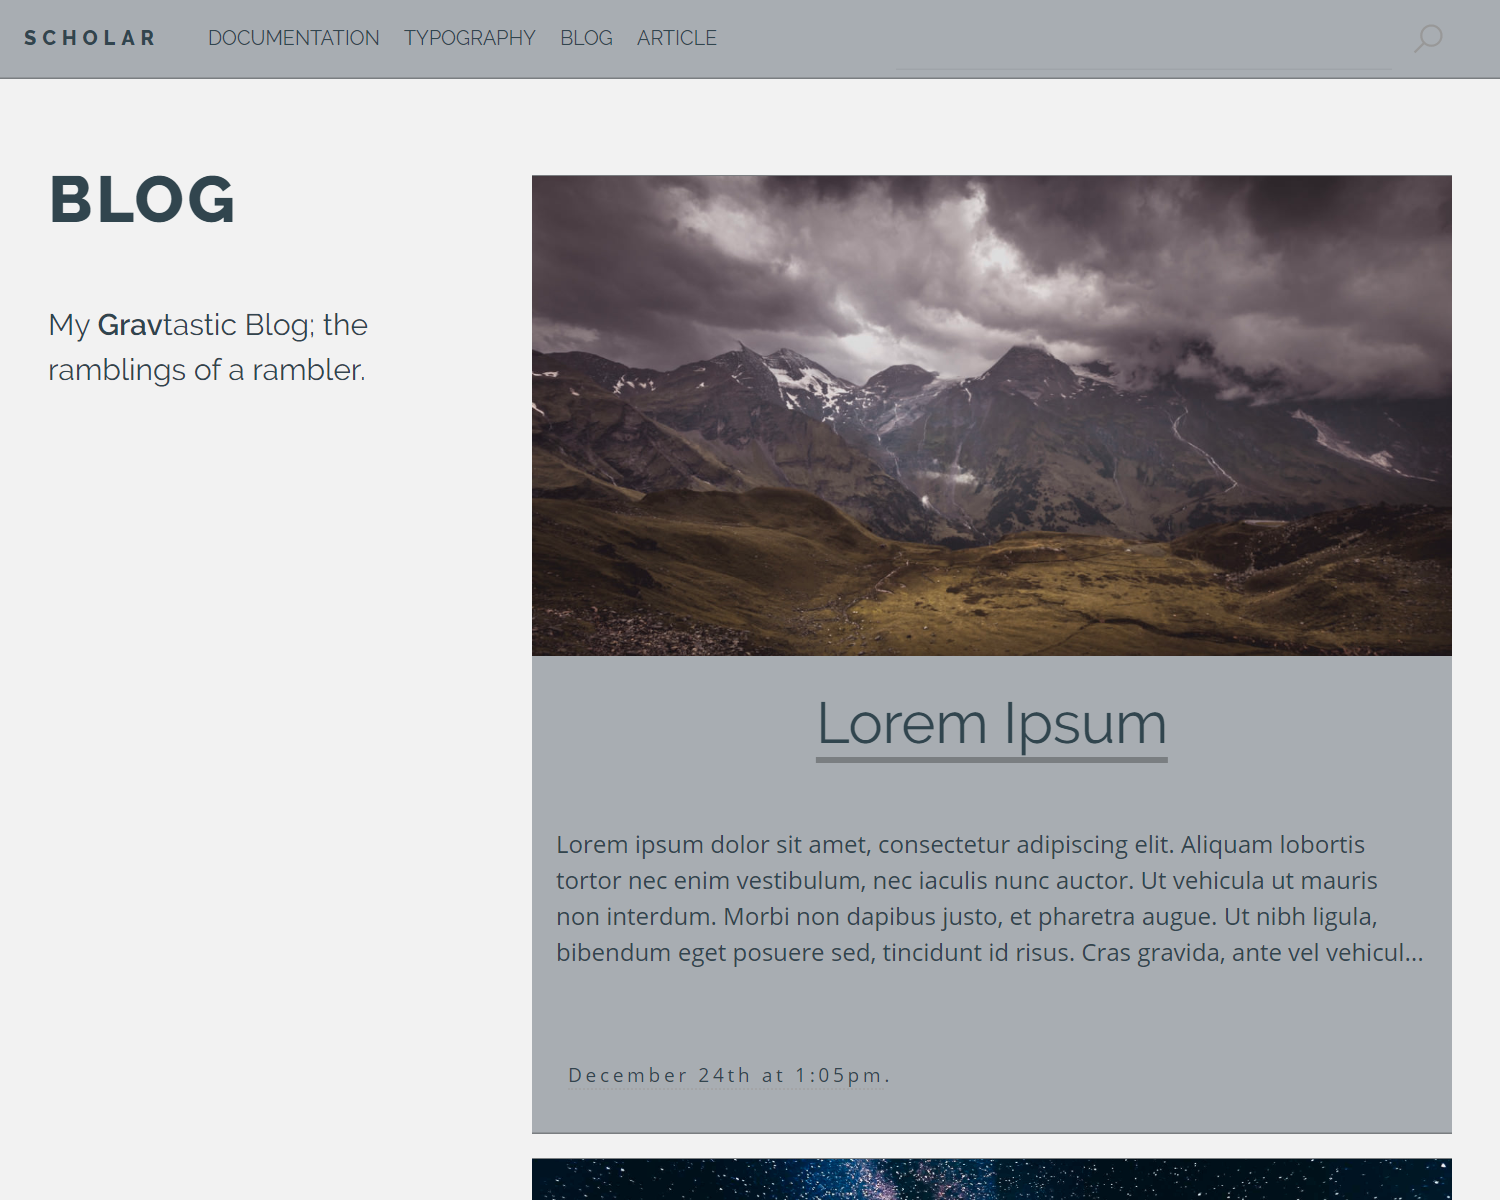 SCHOLAR
DOCUMENTATION TYPOGRAPHY BLOG ARTICLE
BLOG
My Gravtastic Blog; the
ramblings of a rambler.
Lorem Ipsum
Lorem ipsum dolor sit amet, consectetur adipiscing elit. Aliquam lobortis
tortor nec enim vestibulum, nec iaculis nunc auctor. Ut vehicula ut mauris
non interdum. Morbi non dapibus justo, et pharetra augue. Ut nibh ligula,
bibendum eget posuere sed, tincidunt id risus. Cras gravida, ante vel vehicul...
December 24th at 1:05pm.